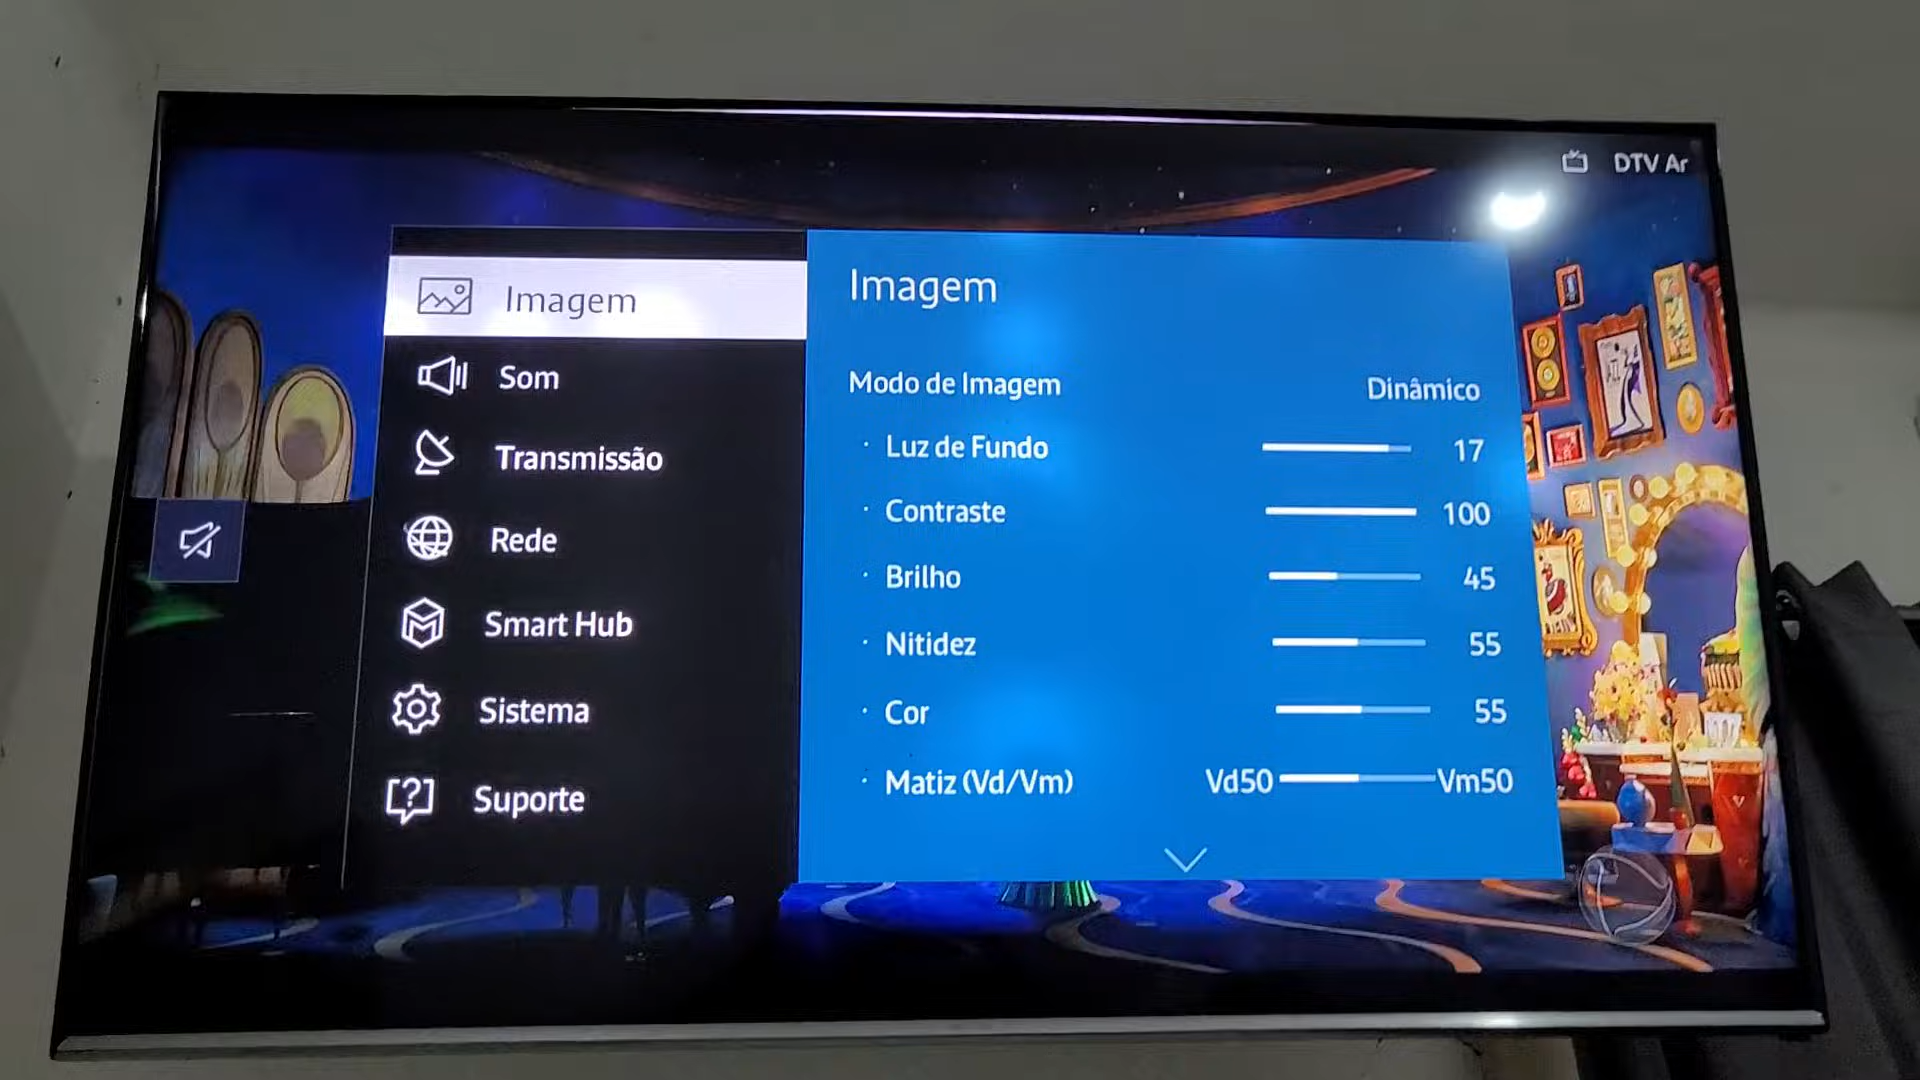 DTV Ar
Imagem
Som
Transmissão
Rede
Smart Hub
Sistema
Suporte
Imagem
Modo de Imagem Dinâmico
· Luz de Fundo 17
· Contraste 100
· Brilho 45
· Nitidez 55
· Cor 55
· Matiz (Vd/Vm) Vd50 Vm50